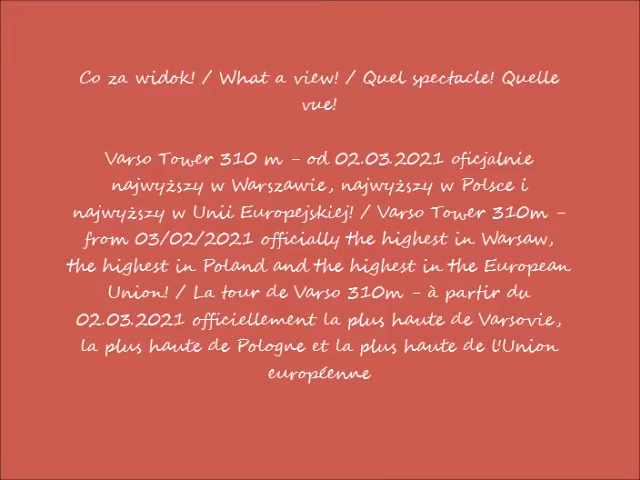 Co za widok! / What a view! / Quel spectacle! Quelle
vue!
Varso Tower 310 m - od 02.03.2021 oficjalnie
najwyższy w Warszawie, najwyższy w Polsce i
najwyższy w Unii Europejskiej! / Varso Tower 310m -
from 03/02/2021 officially the highest in Warsaw,
the highest in Poland and the highest in the European
Union! / La tour de Varso 310m - à partir du
02.03.2021 officiellement la plus haute de Varsovie,
la plus haute de Pologne et la plus haute de l'Union
européenne